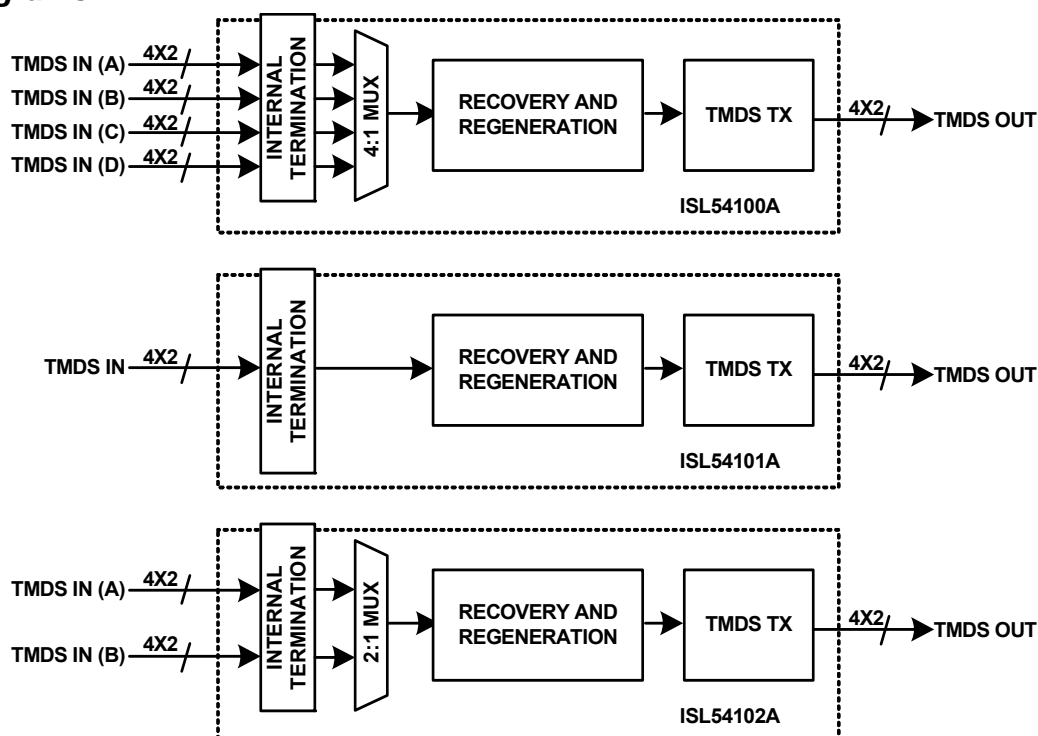 TMDS IN (A) 4X2
TMDS IN (B) 4X2
TMDS IN (C) 4X2
TMDS IN (D) 4X2
INTERNAL
TERMINATION
4:1 MUX
RECOVERY AND
REGENERATION
TMDS TX
4X2 TMDS OUT
ISL54100A
TMDS IN 4X2
INTERNAL
TERMINATION
RECOVERY AND
REGENERATION
TMDS TX
4X2 TMDS OUT
ISL54101A
TMDS IN (A) 4X2
TMDS IN (B) 4X2
INTERNAL
TERMINATION
2:1 MUX
RECOVERY AND
REGENERATION
TMDS TX
4X2 TMDS OUT
ISL54102A